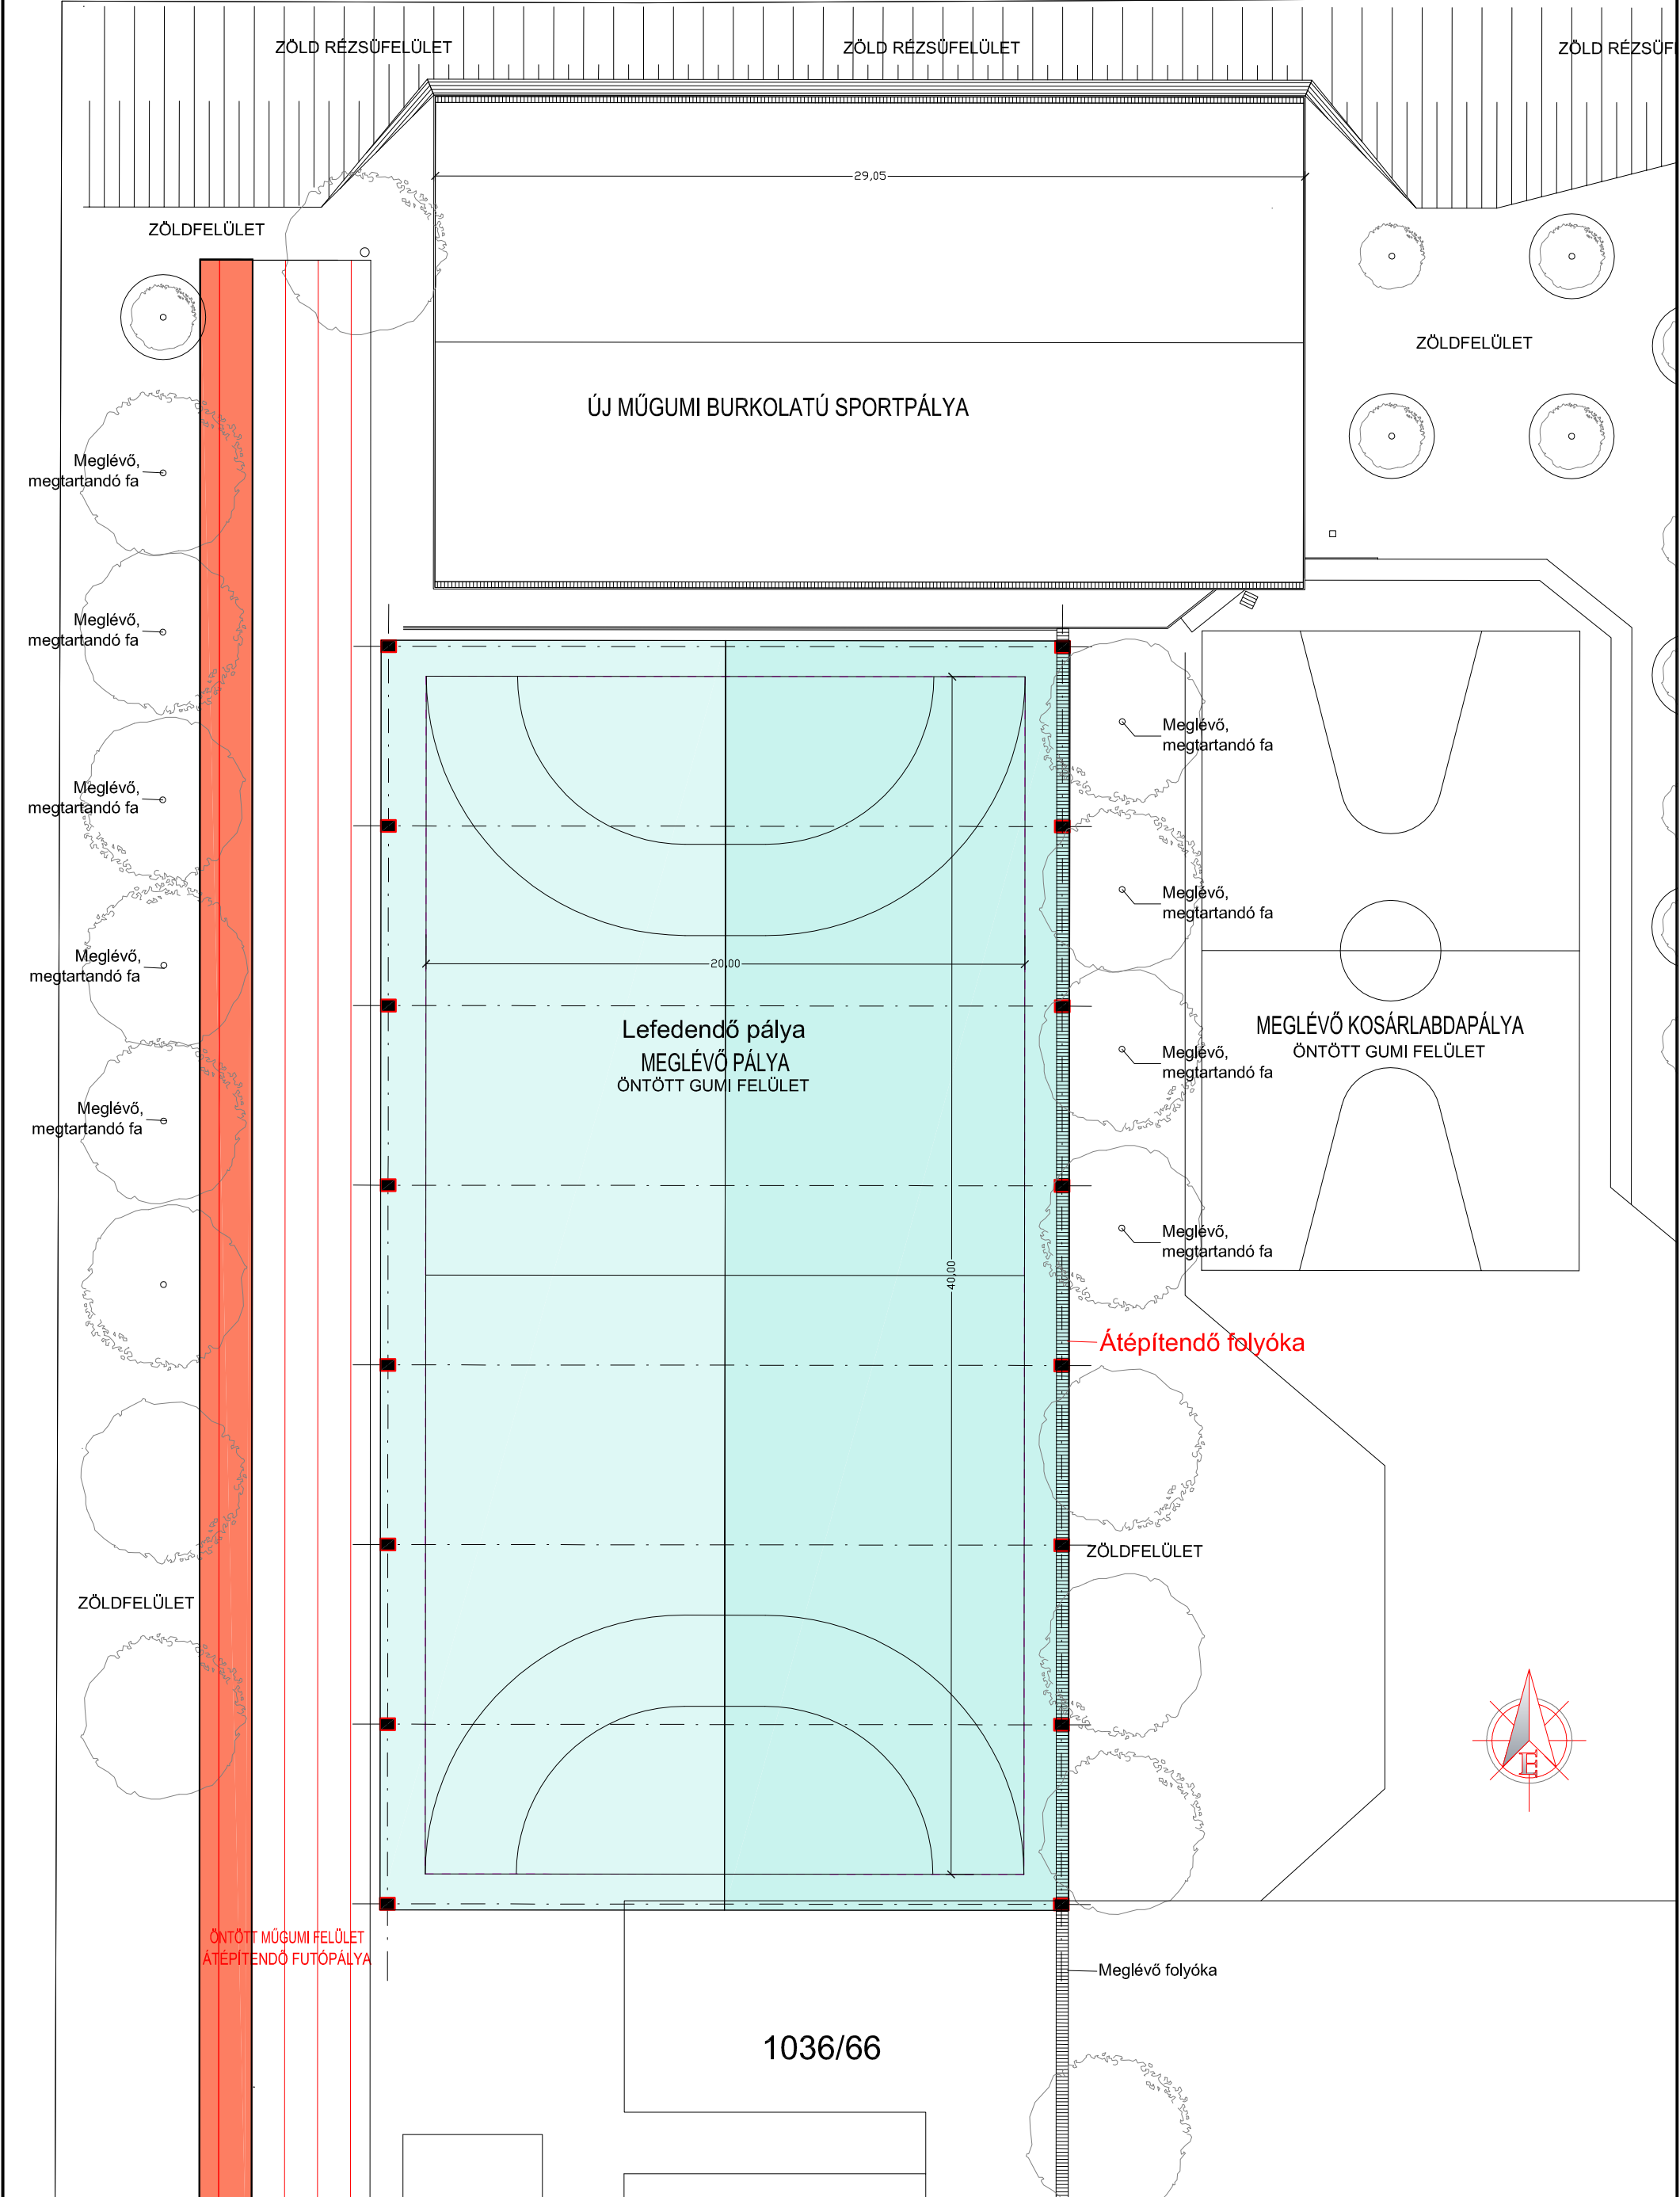 ZÖLD RÉZSÜFELÜLET
ZÖLD RÉZSÜFELÜLET
ZÖLD RÉZSÜF
29,05
ZÖLDFELÜLET
ZÖLDFELÜLET
ÚJ MŰGUMI BURKOLATÚ SPORTPÁLYA
Meglévő,
megtartandó fa
Meglévő,
megtartandó fa
Meglévő,
megtartandó fa
Meglévő,
megtartandó fa
Meglévő,
megtartandó fa
Meglévő,
megtartandó fa
Meglévő,
megtartandó fa
20,00
Lefedendő pálya
MEGLÉVŐ PÁLYA
ÖNTÖTT GUMI FELÜLET
MEGLÉVŐ KOSÁRLABDAPÁLYA
ÖNTÖTT GUMI FELÜLET
Meglévő,
megtartandó fa
Meglévő,
megtartandó fa
40,00
Átépítendő folyóka
ZÖLDFELÜLET
ZÖLDFELÜLET
É
ÖNTÖTT MŰGUMI FELÜLET
ÁTÉPÍTENDŐ FUTÓPÁLYA
Meglévő folyóka
1036/66